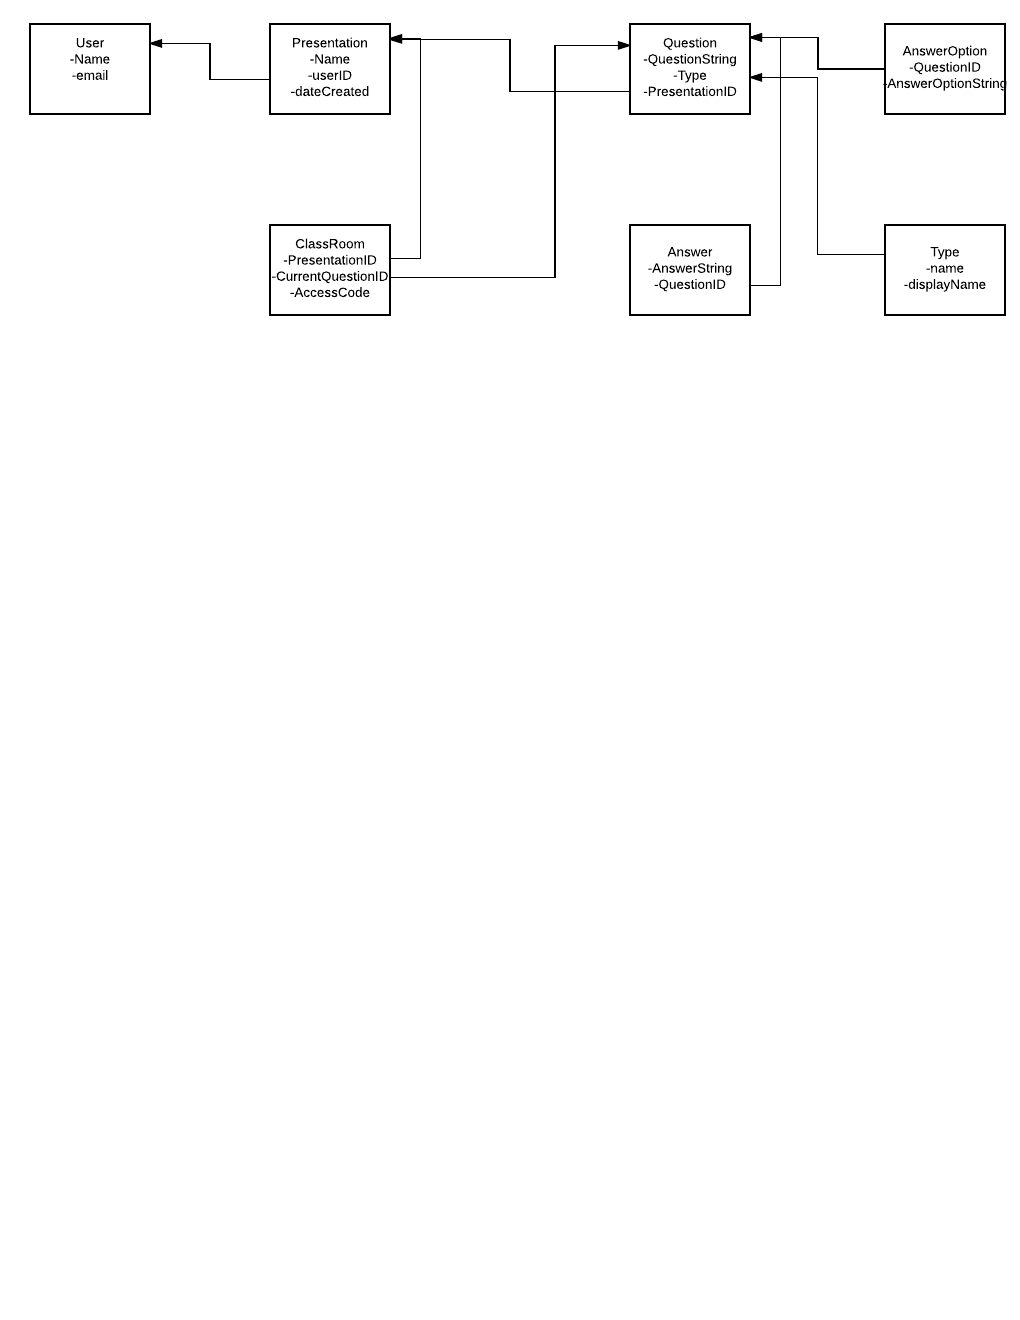 User
-Name
-email
Presentation
-Name
-userID
-dateCreated
Question
-QuestionString
-Type
-PresentationID
AnswerOption
-QuestionID
-AnswerOptionString
ClassRoom
-PresentationID
-CurrentQuestionID
-AccessCode
Answer
-AnswerString
-QuestionID
Type
-name
-displayName